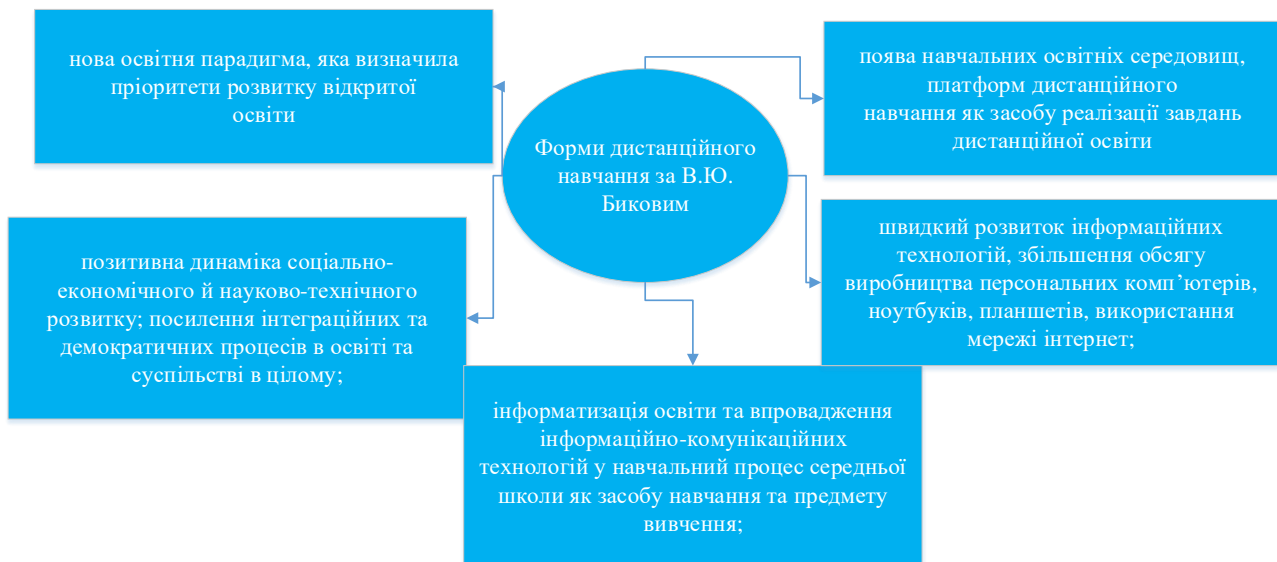 нова освітня парадигма, яка визначила
пріоритети розвитку відкритої
освіти
поява навчальних освітніх середовищ,
платформ дистанційного
навчання як засобу реалізації завдань
дистанційної освіти
Форми дистанційного
навчання за В.Ю.
Биковим
позитивна динаміка соціально-
економічного й науково-технічного
розвитку; посилення інтеграційних та
демократичних процесів в освіті та
суспільстві в цілому;
швидкий розвиток інформаційних
технологій, збільшення обсягу
виробництва персональних комп’ютерів,
ноутбуків, планшетів, використання
мережі інтернет;
інформатизація освіти та впровадження
інформаційно-комунікаційних
технологій у навчальний процес середньої
школи як засобу навчання та предмету
вивчення;